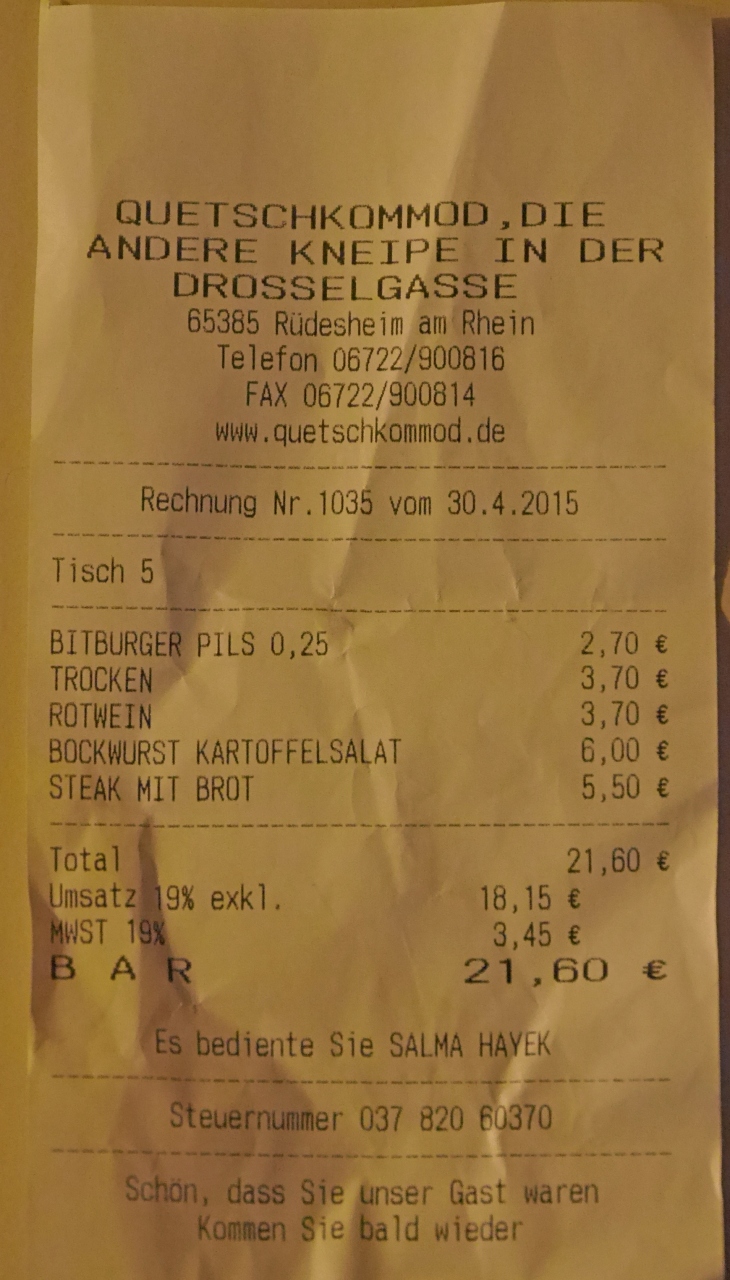 QUETSCHKOMMOD,DIE
ANDERE KNEIPE IN DER
DROSSELGASSE
65385 Rüdesheim am Rhein
Telefon 06722/900816
FAX 06722/900814
www.quetschkommod.de
Rechnung Nr.1035 vom 30.4.2015
Tisch 5
BITBURGER PILS 0,25 2,70 €
TROCKEN 3,70 €
ROTWEIN 3,70 €
BOCKWURST KARTOFFELSALAT 6,00 €
STEAK MIT BROT 5,50 €
Total 21,60 €
Umsatz 19% exkl. 18,15 €
MWST 19% 3,45 €
B A R 21,60 €
Es bediente Sie SALMA HAYEK
Steuernummer 037 820 60370
Schön, dass Sie unser Gast waren
Kommen Sie bald wieder